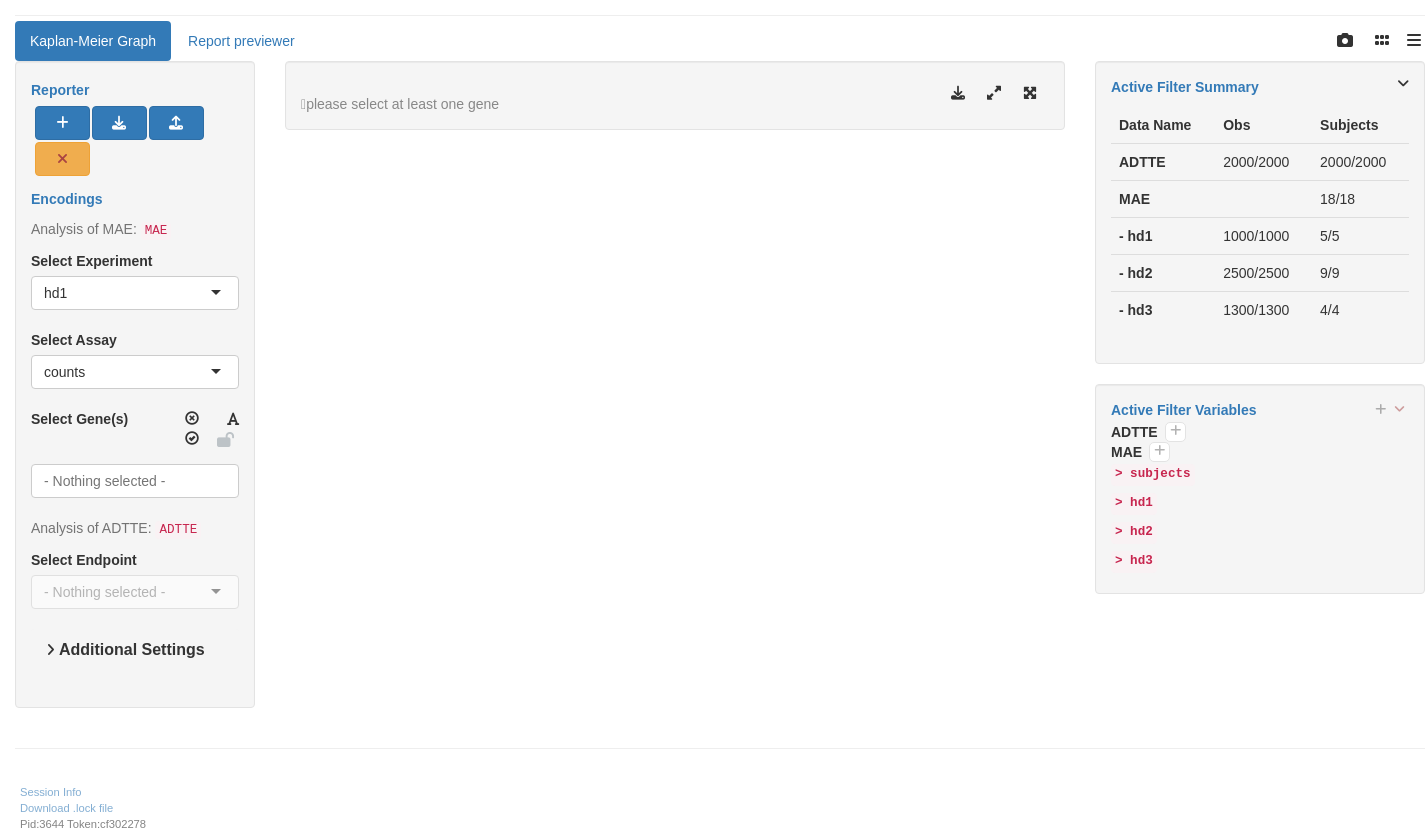 Kaplan-Meier Graph
Report previewer
Reporter
Encodings
Analysis of MAE: MAE
Select Experiment
hd1
Select Assay
counts
Select Gene(s)
- Nothing selected -
Analysis of ADTTE: ADTTE
Select Endpoint
- Nothing selected -
Additional Settings
please select at least one gene
Active Filter Summary
Data Name Obs Subjects
ADTTE 2000/2000 2000/2000
MAE 18/18
- hd1 1000/1000 5/5
- hd2 2500/2500 9/9
- hd3 1300/1300 4/4
Active Filter Variables
ADTTE
MAE
> subjects
> hd1
> hd2
> hd3
Session Info
Download .lock file
Pid:3644 Token:cf302278